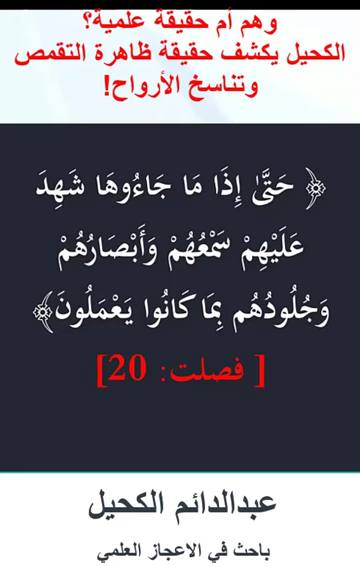 وهم أم حقيقة علمية؟
الكحيل يكشف حقيقة ظاهرة التقمص
وتناسخ الأرواح!
﴿ حَتَّىٰ إِذَا مَا جَاءُوهَا شَهِدَ
عَلَيْهِمْ سَمْعُهُمْ وَأَبْصَارُهُمْ
وَجُلُودُهُم بِمَا كَانُوا يَعْمَلُونَ﴾
[ فصلت: 20]
عبدالدائم الكحيل
باحث في الاعجاز العلمي